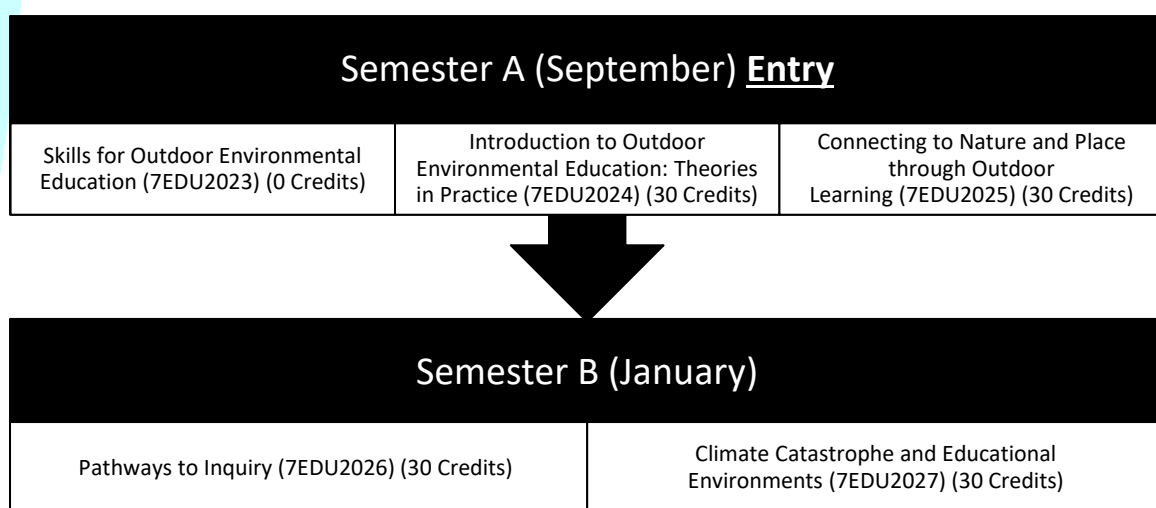 Semester A (September) Entry
Skills for Outdoor Environmental
Education (7EDU2023) (0 Credits)
Introduction to Outdoor
Environmental Education: Theories
in Practice (7EDU2024) (30 Credits)
Connecting to Nature and Place
through Outdoor
Learning (7EDU2025) (30 Credits)
Semester B (January)
Pathways to Inquiry (7EDU2026) (30 Credits)
Climate Catastrophe and Educational
Environments (7EDU2027) (30 Credits)